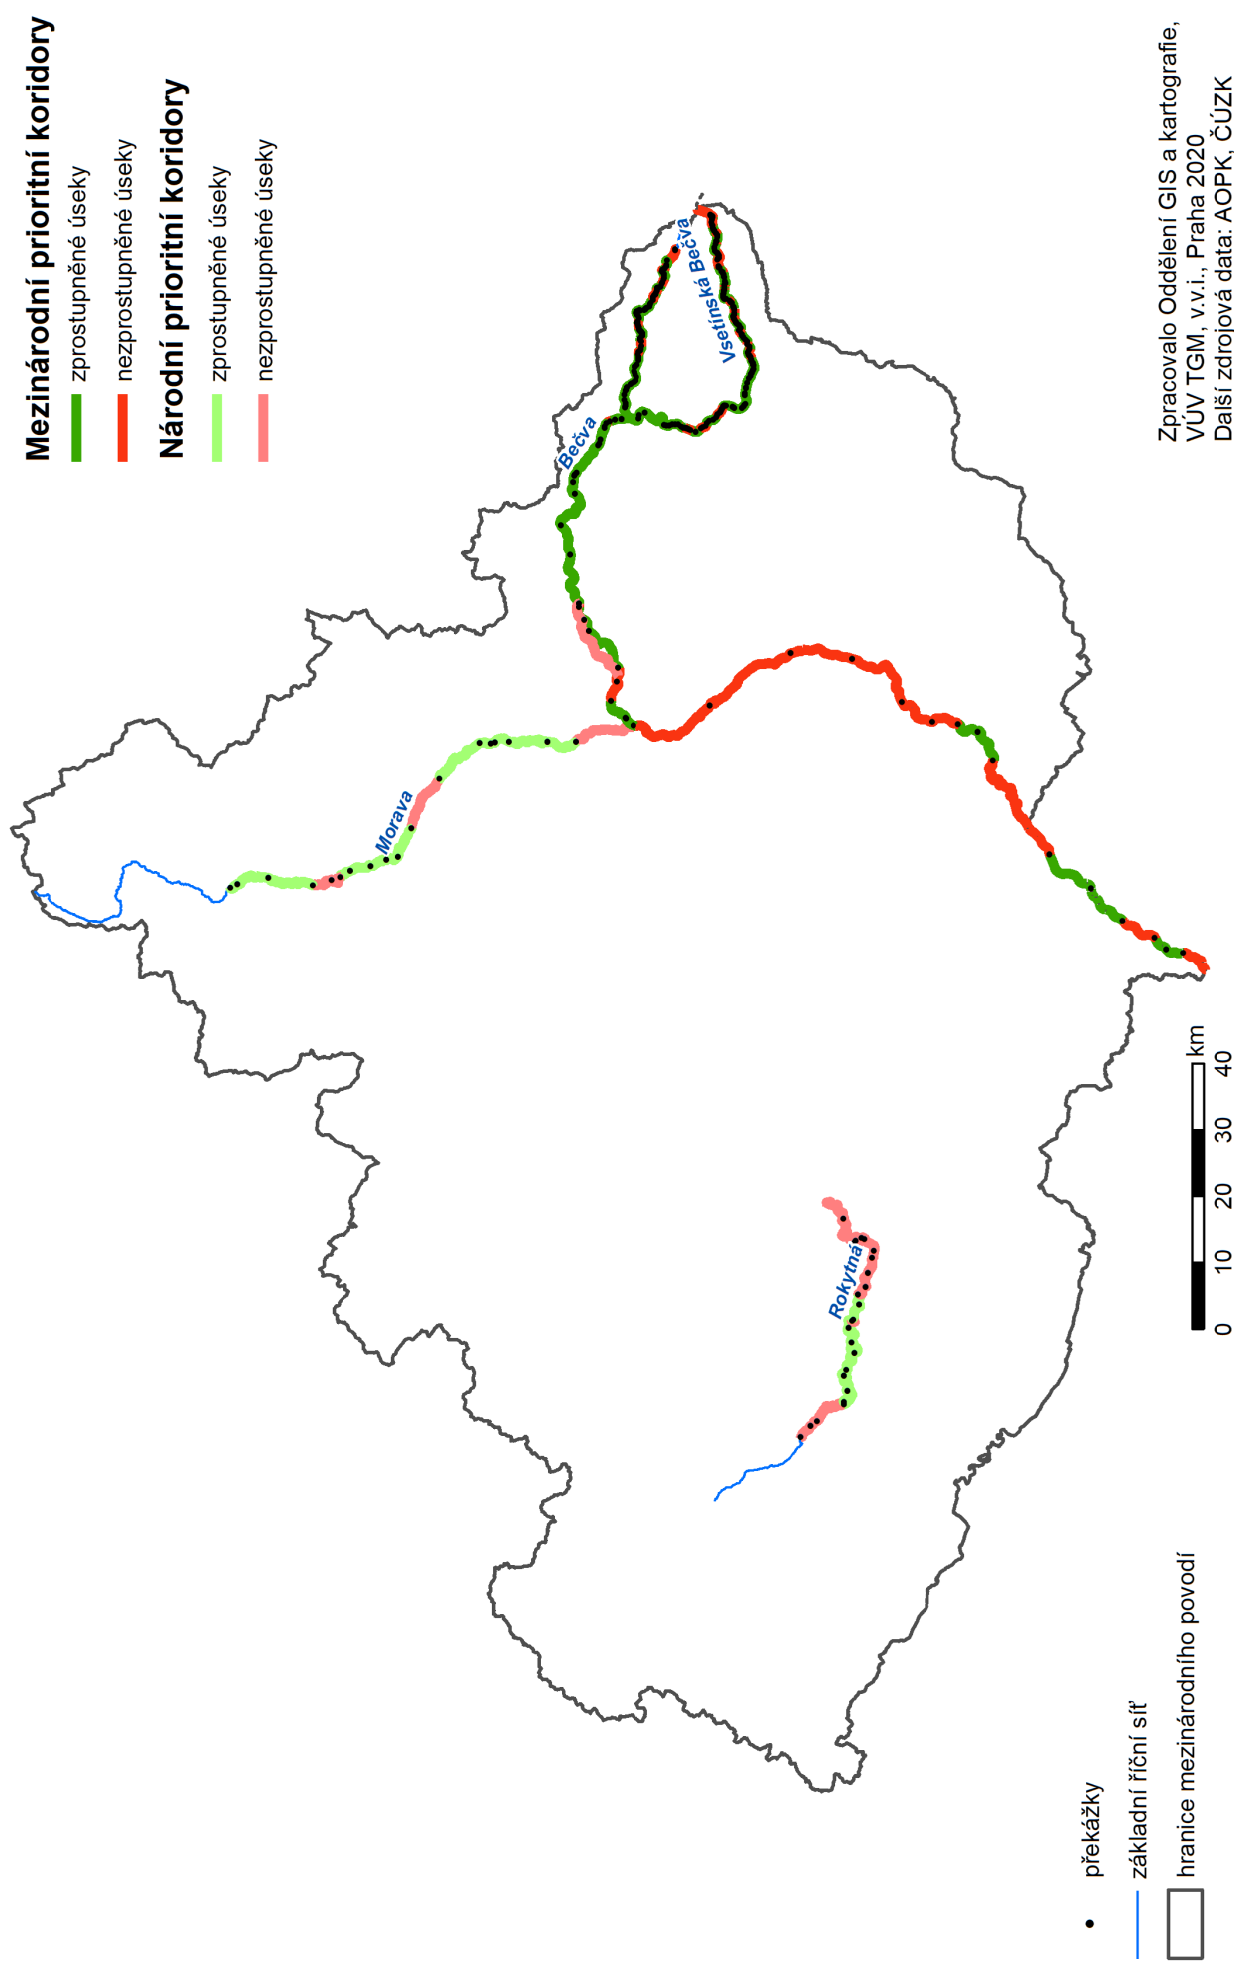 Mezinárodní prioritní koridory
zprostupněné úseky
nezprostupněné úseky
Národní prioritní koridory
zprostupněné úseky
nezprostupněné úseky
Morava
Bečva
Vsetínská Bečva
Rokytná
překážky
základní říční síť
hranice mezinárodního povodí
0 10 20 30 40
km
Zpracovalo Oddělení GIS a kartografie,
VÚV TGM, v.v.i., Praha 2020
Další zdrojová data: AOPK, ČÚZK